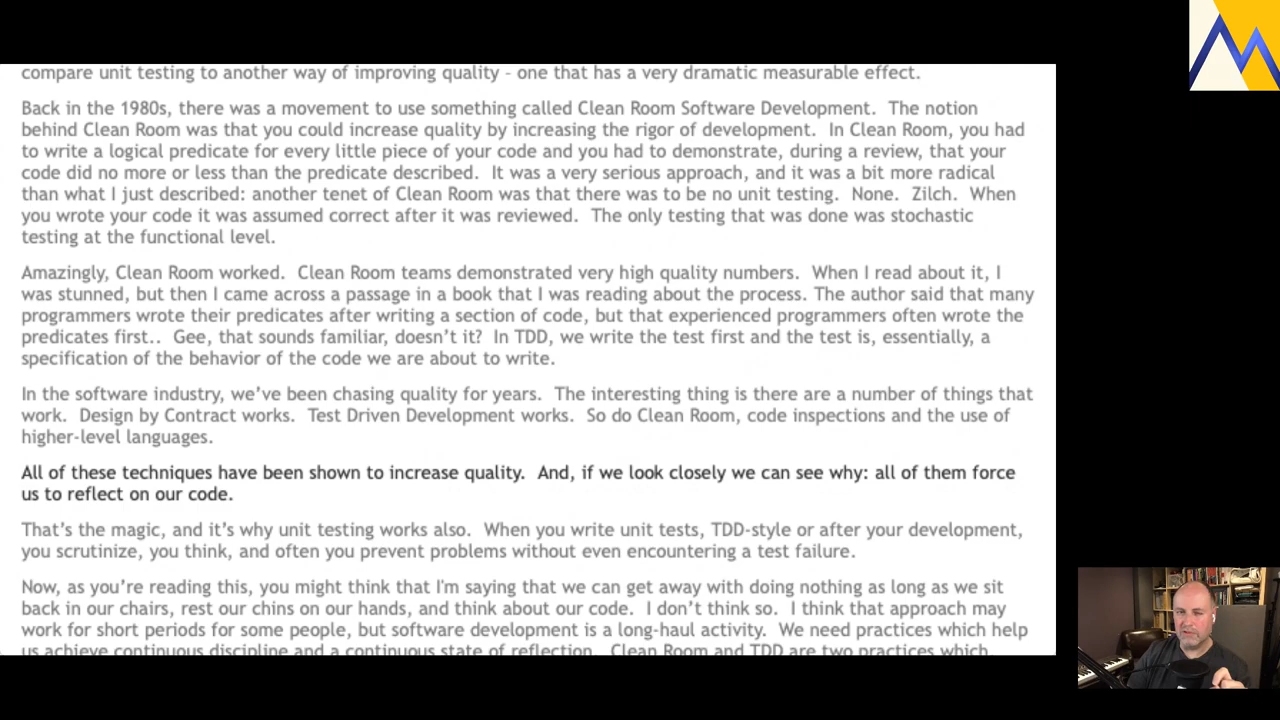 compare unit testing to another way of improving quality – one that has a very dramatic measurable effect.
Back in the 1980s, there was a movement to use something called Clean Room Software Development.  The notion
behind Clean Room was that you could increase quality by increasing the rigor of development.  In Clean Room, you had
to write a logical predicate for every little piece of your code and you had to demonstrate, during a review, that your
code did no more or less than the predicate described.  It was a very serious approach, and it was a bit more radical
than what I just described: another tenet of Clean Room was that there was to be no unit testing.  None.  Zilch.  When
you wrote your code it was assumed correct after it was reviewed.  The only testing that was done was stochastic
testing at the functional level.
Amazingly, Clean Room worked.  Clean Room teams demonstrated very high quality numbers.  When I read about it, I
was stunned, but then I came across a passage in a book that I was reading about the process. The author said that many
programmers wrote their predicates after writing a section of code, but that experienced programmers often wrote the
predicates first..  Gee, that sounds familiar, doesn’t it?  In TDD, we write the test first and the test is, essentially, a
specification of the behavior of the code we are about to write.
In the software industry, we’ve been chasing quality for years.  The interesting thing is there are a number of things that
work.  Design by Contract works.  Test Driven Development works.  So do Clean Room, code inspections and the use of
higher-level languages.
All of these techniques have been shown to increase quality.  And, if we look closely we can see why: all of them force
us to reflect on our code.
That’s the magic, and it’s why unit testing works also.  When you write unit tests, TDD-style or after your development,
you scrutinize, you think, and often you prevent problems without even encountering a test failure.
Now, as you’re reading this, you might think that I'm saying that we can get away with doing nothing as long as we sit
back in our chairs, rest our chins on our hands, and think about our code.  I don’t think so.  I think that approach may
work for short periods for some people, but software development is a long-haul activity.  We need practices which help
us achieve continuous discipline and a continuous state of reflection.  Clean Room and TDD are two practices which